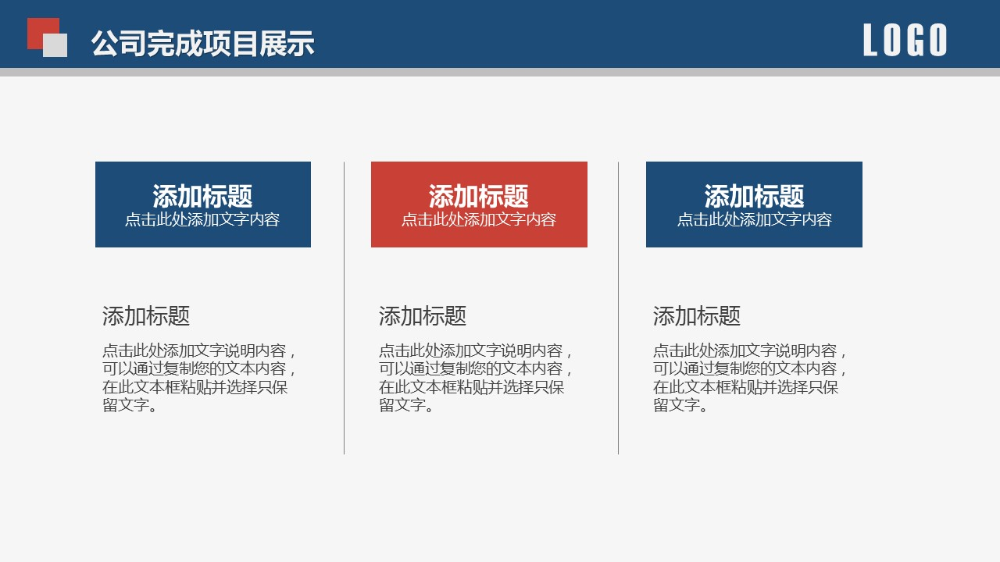 公司完成项目展示
LOGO
添加标题
点击此处添加文字内容
添加标题
点击此处添加文字内容
添加标题
点击此处添加文字内容
添加标题
点击此处添加文字说明内容，
可以通过复制您的文本内容，
在此文本框粘贴并选择只保
留文字。
添加标题
点击此处添加文字说明内容，
可以通过复制您的文本内容，
在此文本框粘贴并选择只保
留文字。
添加标题
点击此处添加文字说明内容，
可以通过复制您的文本内容，
在此文本框粘贴并选择只保
留文字。